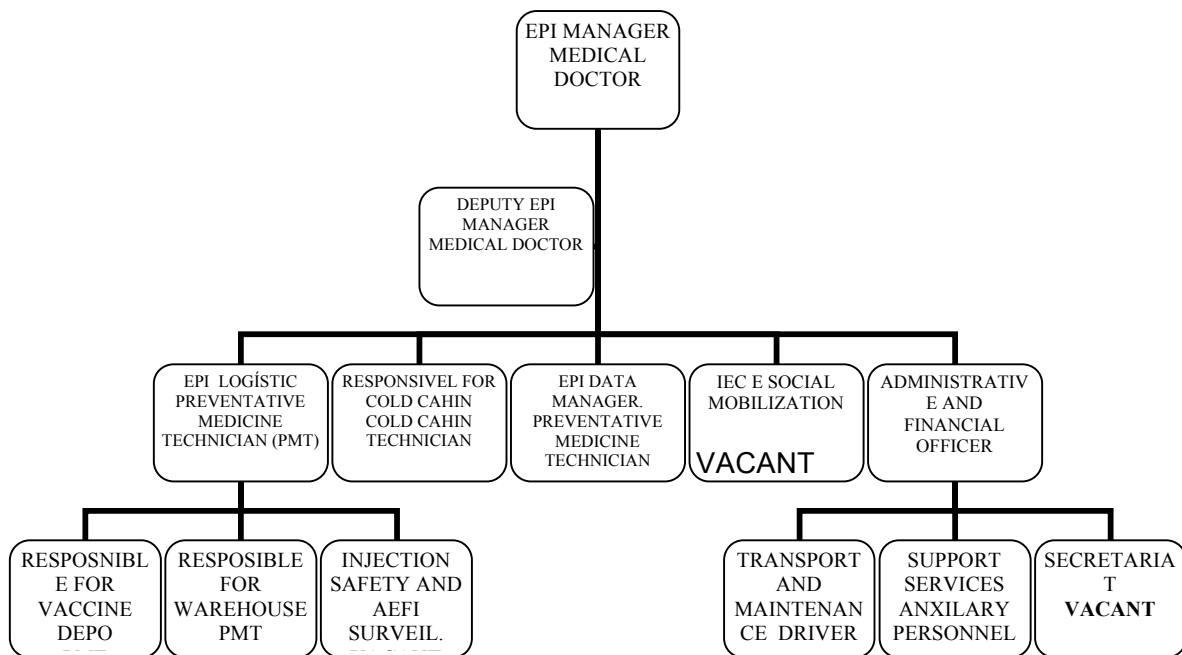 EPI MANAGER
MEDICAL
DOCTOR
DEPUTY EPI
MANAGER
MEDICAL DOCTOR
EPI LOGÍSTIC
PREVENTATIVE
MEDICINE
TECHNICIAN (PMT)
RESPONSIVEL FOR
COLD CAHIN
COLD CAHIN
TECHNICIAN
EPI DATA
MANAGER.
PREVENTATIVE
MEDICINE
TECHNICIAN
IEC E SOCIAL
MOBILIZATION
VACANT
ADMINISTRATIV
E AND
FINANCIAL
OFFICER
RESPOSNIBL
E FOR
VACCINE
DEPO
RESPOSIBLE
FOR
WAREHOUSE
PMT
INJECTION
SAFETY AND
AEFI
SURVEIL.
TRANSPORT
AND
MAINTENAN
CE DRIVER
SUPPORT
SERVICES
ANXILARY
PERSONNEL
SECRETARIA
T
VACANT